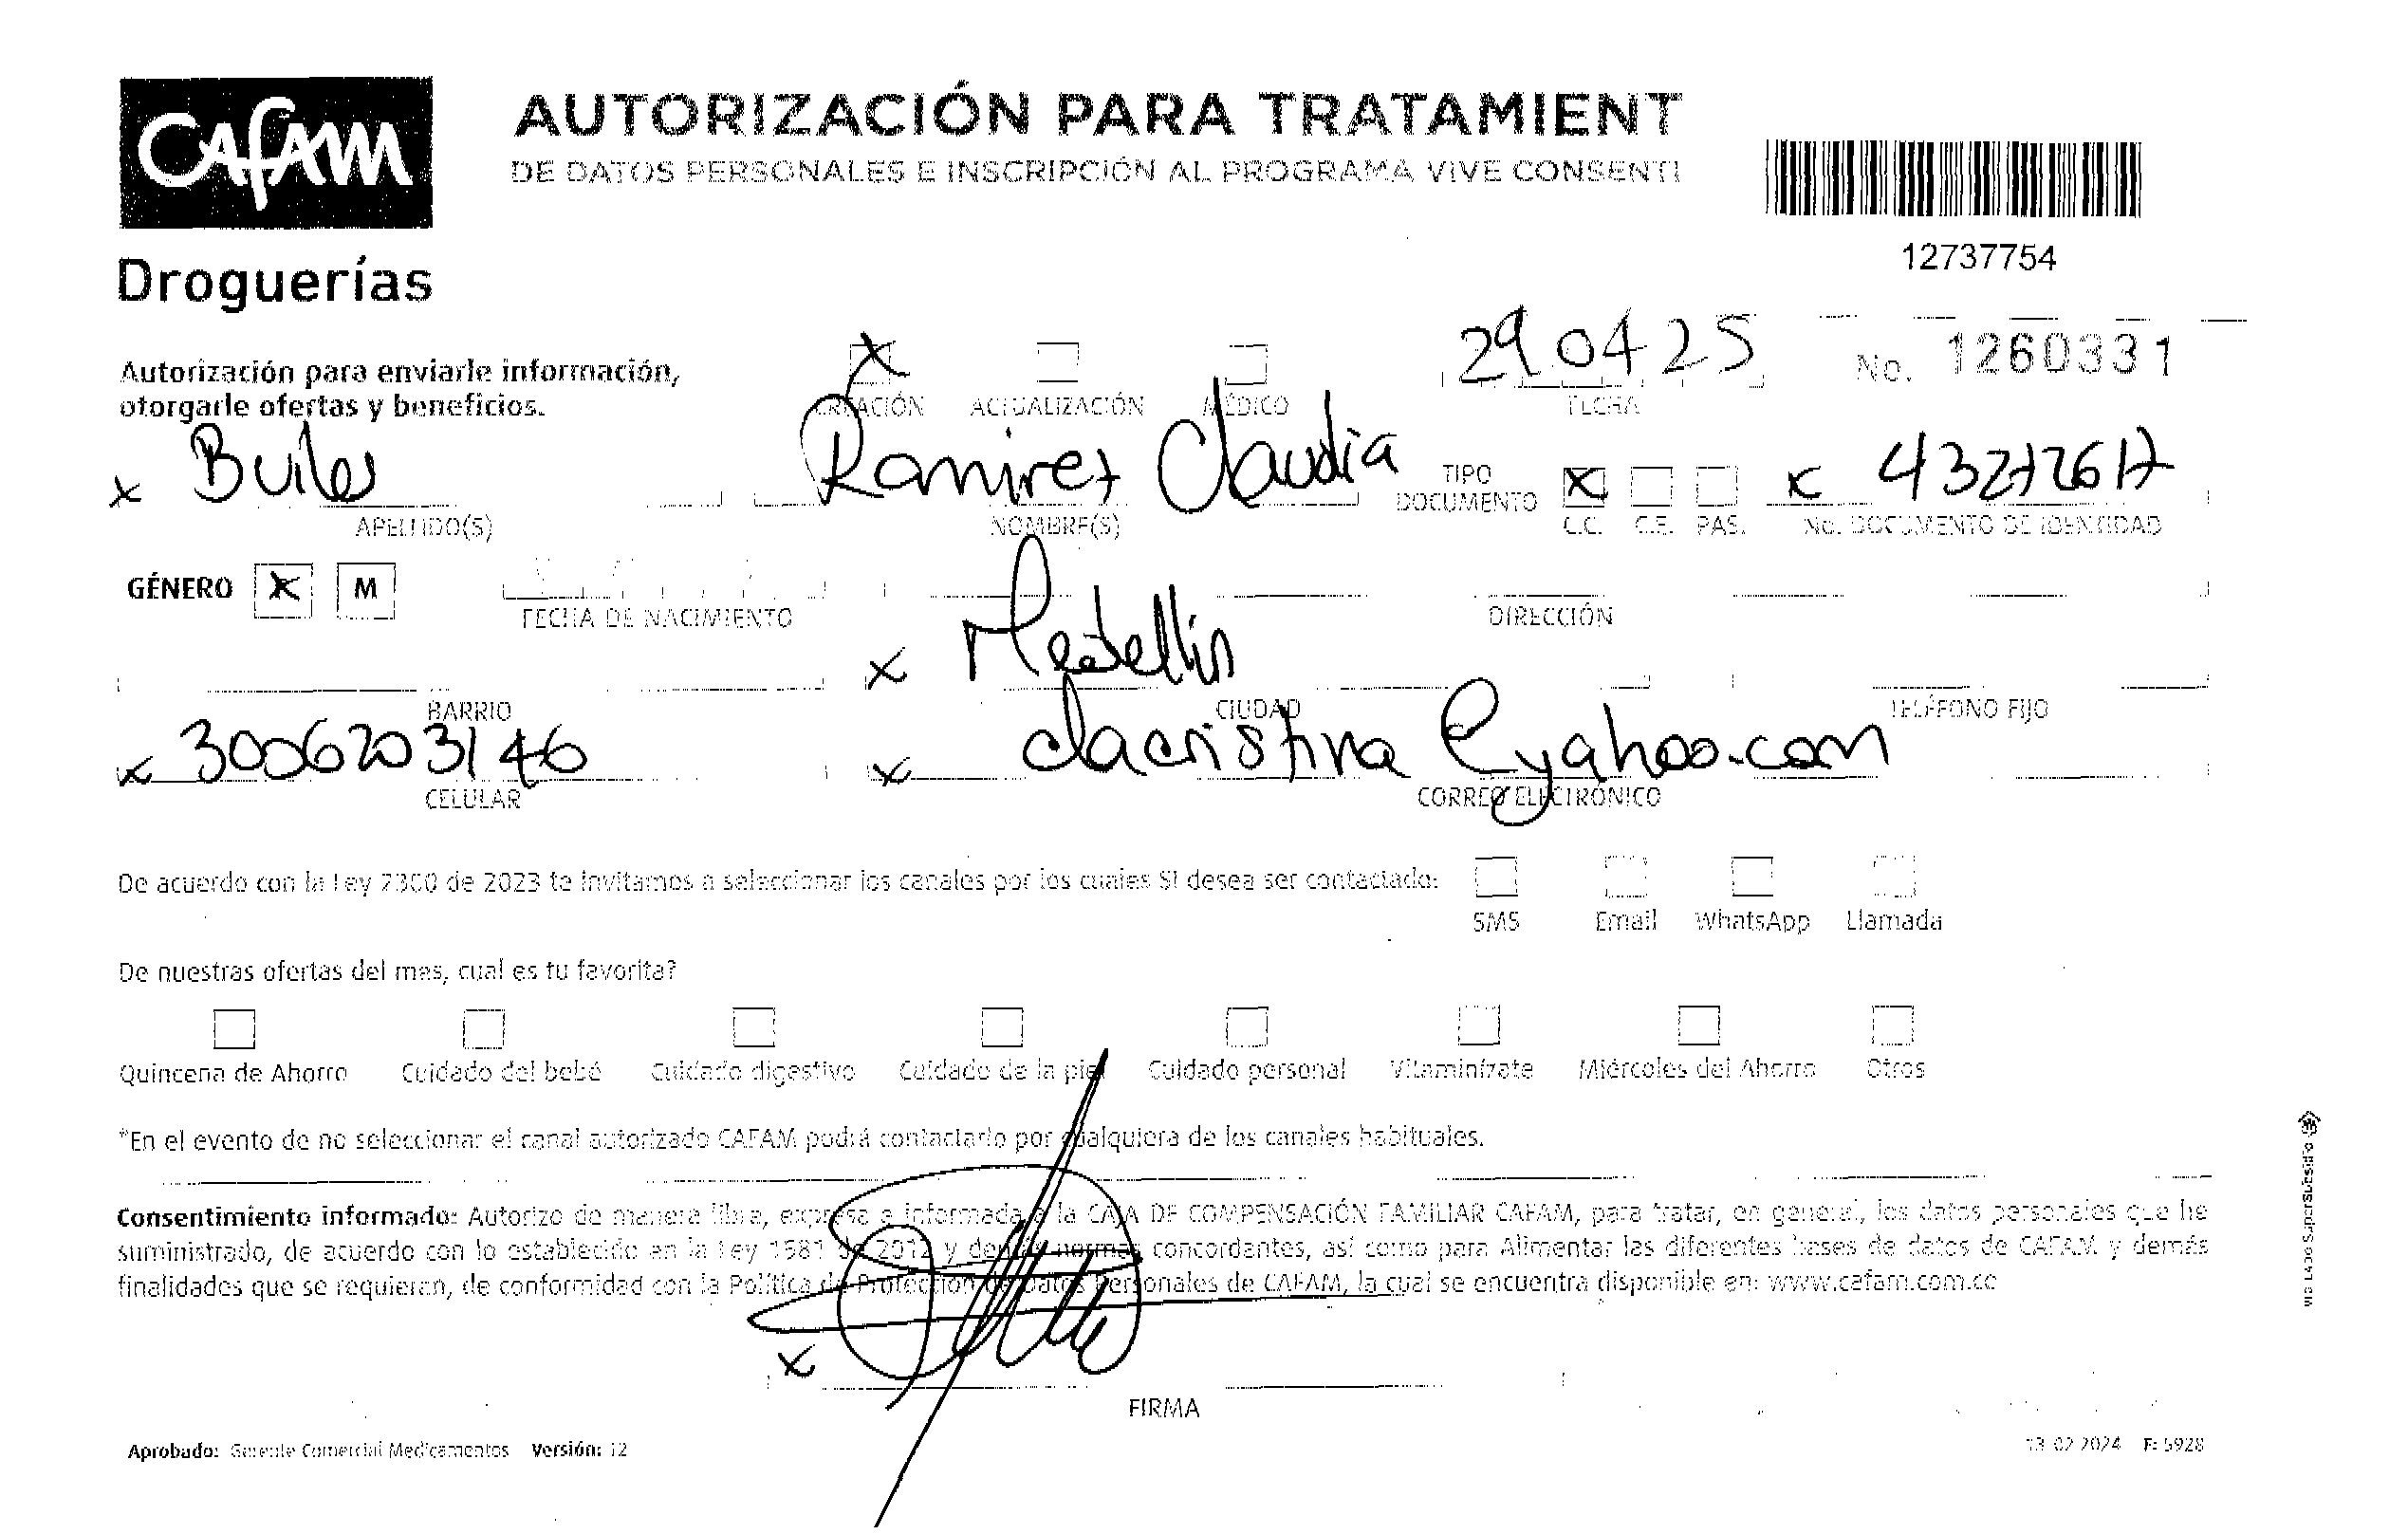 Cafam
Droguerías
AUTORIZACIÓN PARA TRATAMIENT
DE DATOS PERSONALES E INSCRIPCIÓN AL PROGRAMA VIVE CONSENTI
12737754
Autorización para enviarle información,
otorgarle ofertas y beneficios.
X CREACIÓN ACTUALIZACIÓN MÉDICO
290425
FECHA
No. 1260331
x Builes Ramirez Claudia
APELLIDO(S) NOMBRE(S)
TIPO DOCUMENTO X C.C. C.E. PAS.
x
No. DOCUMENTO DE IDENTIDAD
GÉNERO X M
FECHA DE NACIMIENTO DIRECCIÓN
x Medellin
BARRIO CIUDAD TELÉFONO FIJO
x 3006203146 x clacristina@yahoo.com
CELULAR CORREO ELECTRÓNICO
De acuerdo con la Ley 2300 de 2023 te invitamos a seleccionar los canales por los cuales SI desea ser contactado:
SMS Email WhatsApp Llamada
De nuestras ofertas del mes, cual es tu favorita?
Quincena de Ahorro Cuidado del bebé Cuidado digestivo Cuidado de la piel Cuidado personal Vitaminízate Miércoles del Ahorro Otros
*En el evento de no seleccionar el canal autorizado CAFAM podrá contactarlo por cualquiera de los canales habituales.
Consentimiento informado: Autorizo de manera libre, expresa e informada a la CAJA DE COMPENSACIÓN FAMILIAR CAFAM, para tratar, en general, los datos personales que he
suministrado, de acuerdo con lo establecido en la Ley 1581 de 2012 y demás normas concordantes, así como para Alimentar las diferentes bases de datos de CAFAM y demás
finalidades que se requieran, de conformidad con la Política de Protección de Datos Personales de CAFAM, la cual se encuentra disponible en: www.cafam.com.co
x
FIRMA
Aprobado: Gerente Comercial Medicamentos Versión: 12
13-02-2024 F: 5928
VIGILADO SuperSubsidio